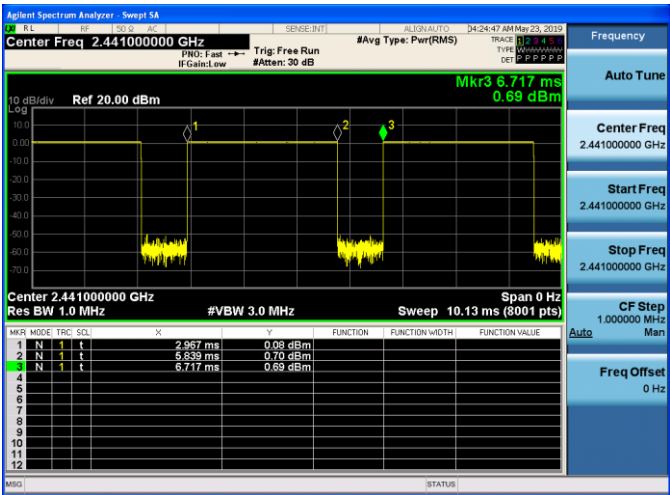 Agilent Spectrum Analyzer - Swept SA
RL RF 50 Ω AC SENSE:INT ALIGNAUTO 04:24:47 AM May 23, 2019
Center Freq 2.441000000 GHz
PNO: Fast
IFGain:Low
Trig: Free Run
#Atten: 30 dB
#Avg Type: Pwr(RMS)
TRACE 1 2 3 4 5 6
TYPE
DET P P P P P P
Frequency
Mkr3 6.717 ms
0.69 dBm
10 dB/div Ref 20.00 dBm
Log
10.0
0.00
-10.0
-20.0
-30.0
-40.0
-50.0
-60.0
-70.0
1
2
3
Center 2.441000000 GHz Span 0 Hz
Res BW 1.0 MHz #VBW 3.0 MHz Sweep 10.13 ms (8001 pts)
MKR MODE TRC SCL X Y FUNCTION FUNCTION WIDTH FUNCTION VALUE
1 N 1 t 2.967 ms 0.08 dBm
2 N 1 t 5.839 ms 0.70 dBm
3 N 1 t 6.717 ms 0.69 dBm
4
5
6
7
8
9
10
11
12
MSG STATUS
Auto Tune
Center Freq
2.441000000 GHz
Start Freq
2.441000000 GHz
Stop Freq
2.441000000 GHz
CF Step
1.000000 MHz
Auto Man
Freq Offset
0 Hz